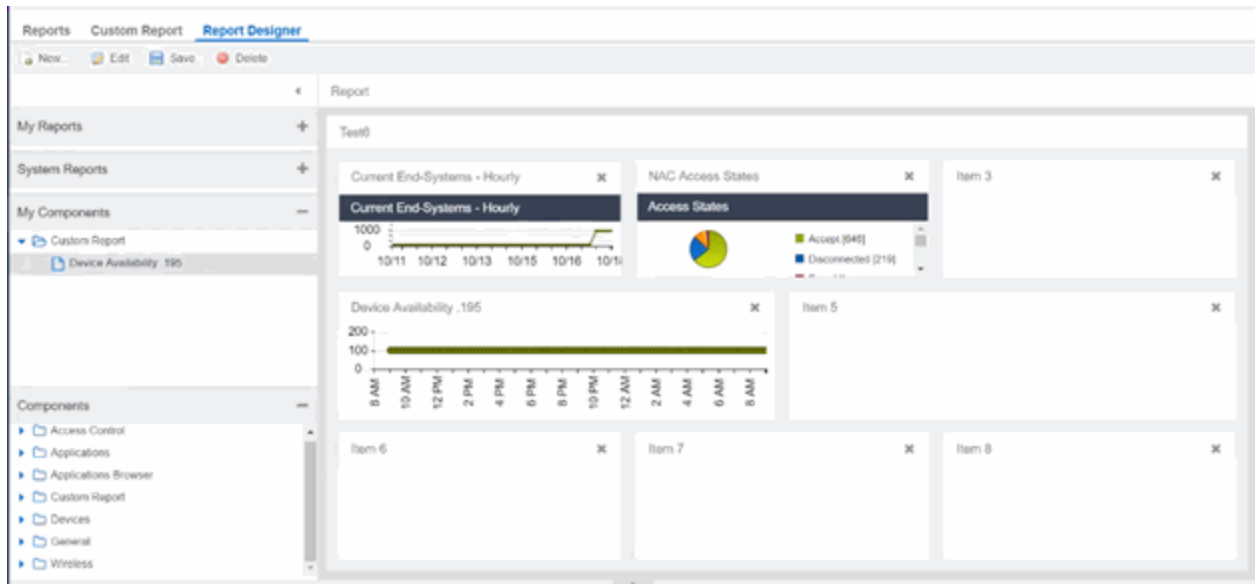 Reports Custom Report Report Designer
New... Edit Save Delete
Report
My Reports
System Reports
My Components
Custom Report
Device Availability .195
Components
Access Control
Applications
Applications Browser
Custom Report
Devices
General
Wireless
Test6
Current End-Systems - Hourly
Current End-Systems - Hourly
1000
0
10/11 10/12 10/13 10/15 10/16
NAC Access States
Access States
Accept [646]
Disconnected [219]
Item 3
Device Availability .195
200
100
0
8 AM 10 AM 12 PM 2 PM 4 PM 6 PM 8 PM 10 PM 12 AM 2 AM 4 AM 6 AM 8 AM
Item 5
Item 6
Item 7
Item 8